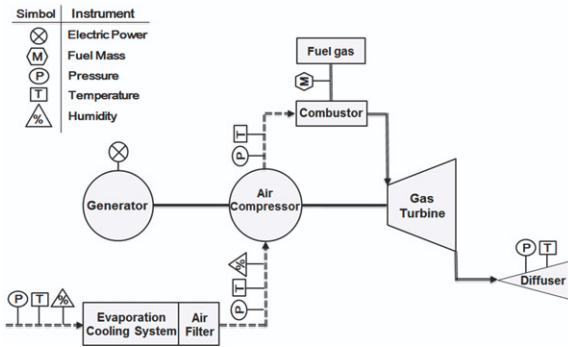 Simbol Instrument
Electric Power
M Fuel Mass
P Pressure
T Temperature
% Humidity
Fuel gas
M
Combustor
T
P
Generator
Air
Compressor
Gas
Turbine
%
T
P
P T
Diffuser
P T %
Evaporation
Cooling System
Air
Filter